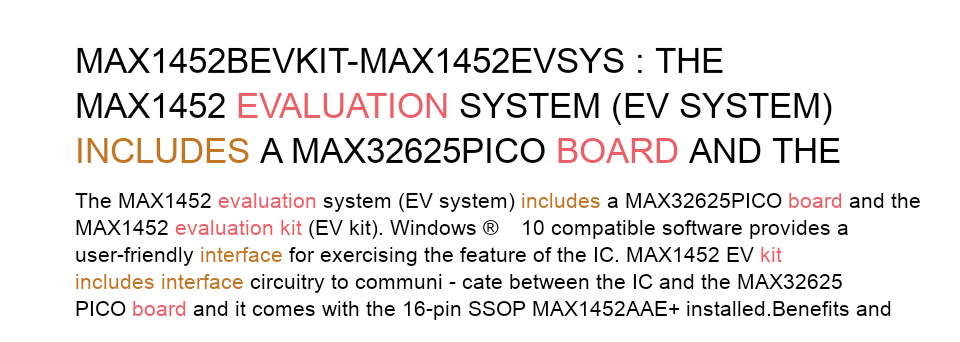 MAX1452BEVKIT-MAX1452EVSYS : THE
MAX1452 EVALUATION SYSTEM (EV SYSTEM)
INCLUDES A MAX32625PICO BOARD AND THE
The MAX1452 evaluation system (EV system) includes a MAX32625PICO board and the
MAX1452 evaluation kit (EV kit). Windows ® 10 compatible software provides a
user-friendly interface for exercising the feature of the IC. MAX1452 EV kit
includes interface circuitry to communi - cate between the IC and the MAX32625
PICO board and it comes with the 16-pin SSOP MAX1452AAE+ installed.Benefits and